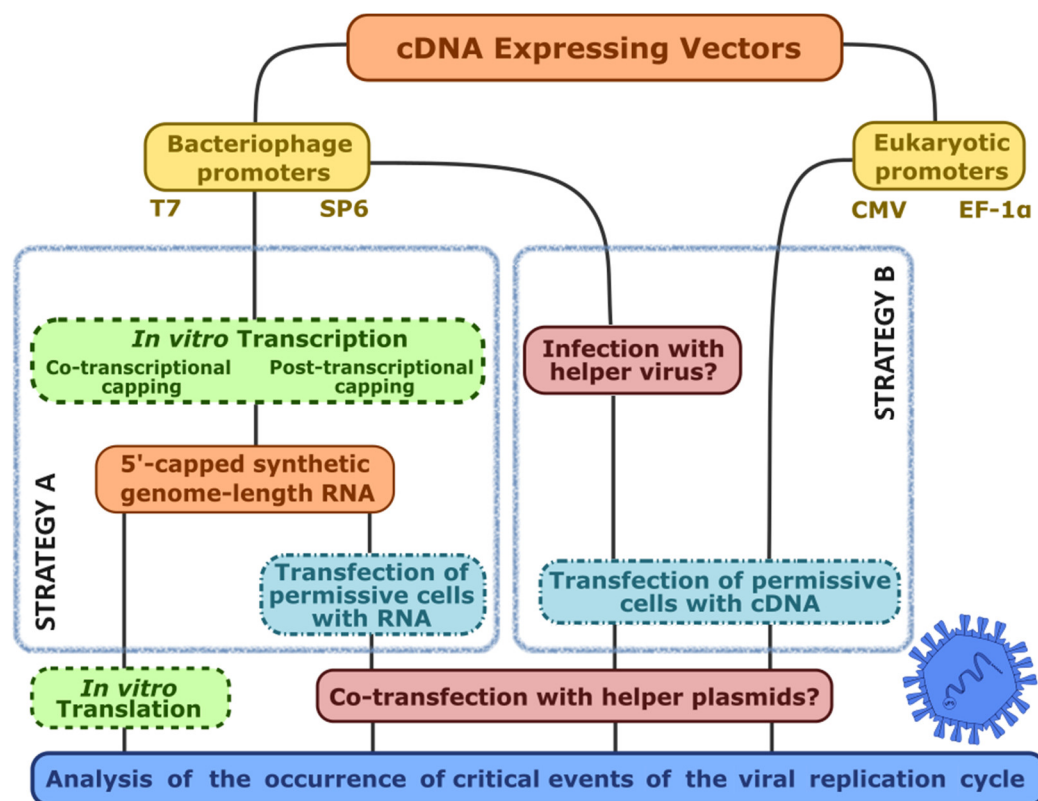 cDNA Expressing Vectors
Bacteriophage
promoters
T7 SP6
Eukaryotic
promoters
CMV EF-1α
STRATEGY A
In vitro Transcription
Co-transcriptional
capping
Post-transcriptional
capping
5'-capped synthetic
genome-length RNA
Transfection of
permissive cells
with RNA
STRATEGY B
Infection with
helper virus?
Transfection of permissive
cells with cDNA
In vitro
Translation
Co-transfection with helper plasmids?
Analysis of the occurrence of critical events of the viral replication cycle